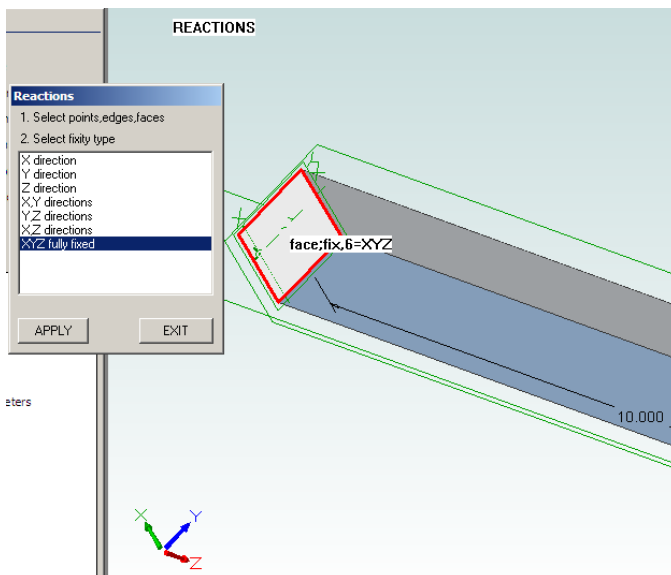 REACTIONS
Reactions
1. Select points,edges,faces
2. Select fixity type
X direction
Y direction
Z direction
X,Y directions
Y,Z directions
X,Z directions
XYZ fully fixed
APPLY
EXIT
face;fix,6=XYZ
10.000
eters
X
Y
Z